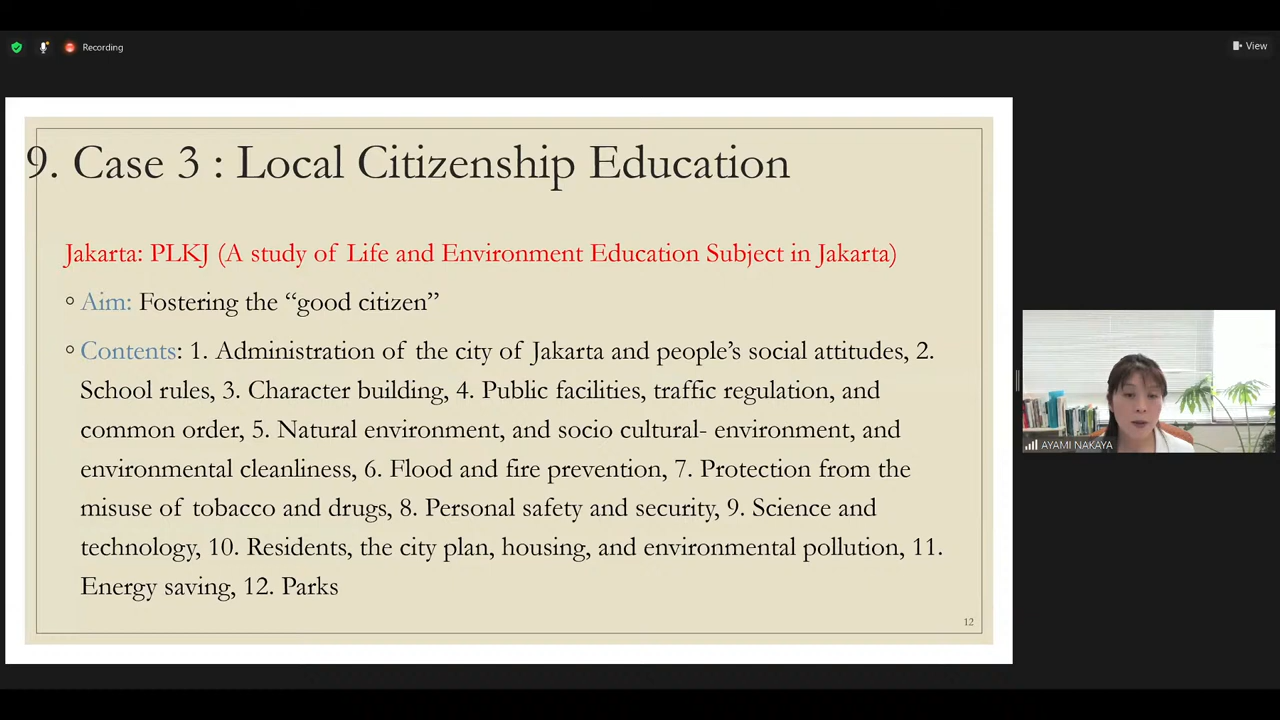 Recording
View
9. Case 3 : Local Citizenship Education
Jakarta: PLKJ (A study of Life and Environment Education Subject in Jakarta)
Aim: Fostering the “good citizen”
Contents: 1. Administration of the city of Jakarta and people’s social attitudes, 2.
School rules, 3. Character building, 4. Public facilities, traffic regulation, and
common order, 5. Natural environment, and socio cultural- environment, and
environmental cleanliness, 6. Flood and fire prevention, 7. Protection from the
misuse of tobacco and drugs, 8. Personal safety and security, 9. Science and
technology, 10. Residents, the city plan, housing, and environmental pollution, 11.
Energy saving, 12. Parks
12
AYAMI NAKAYA